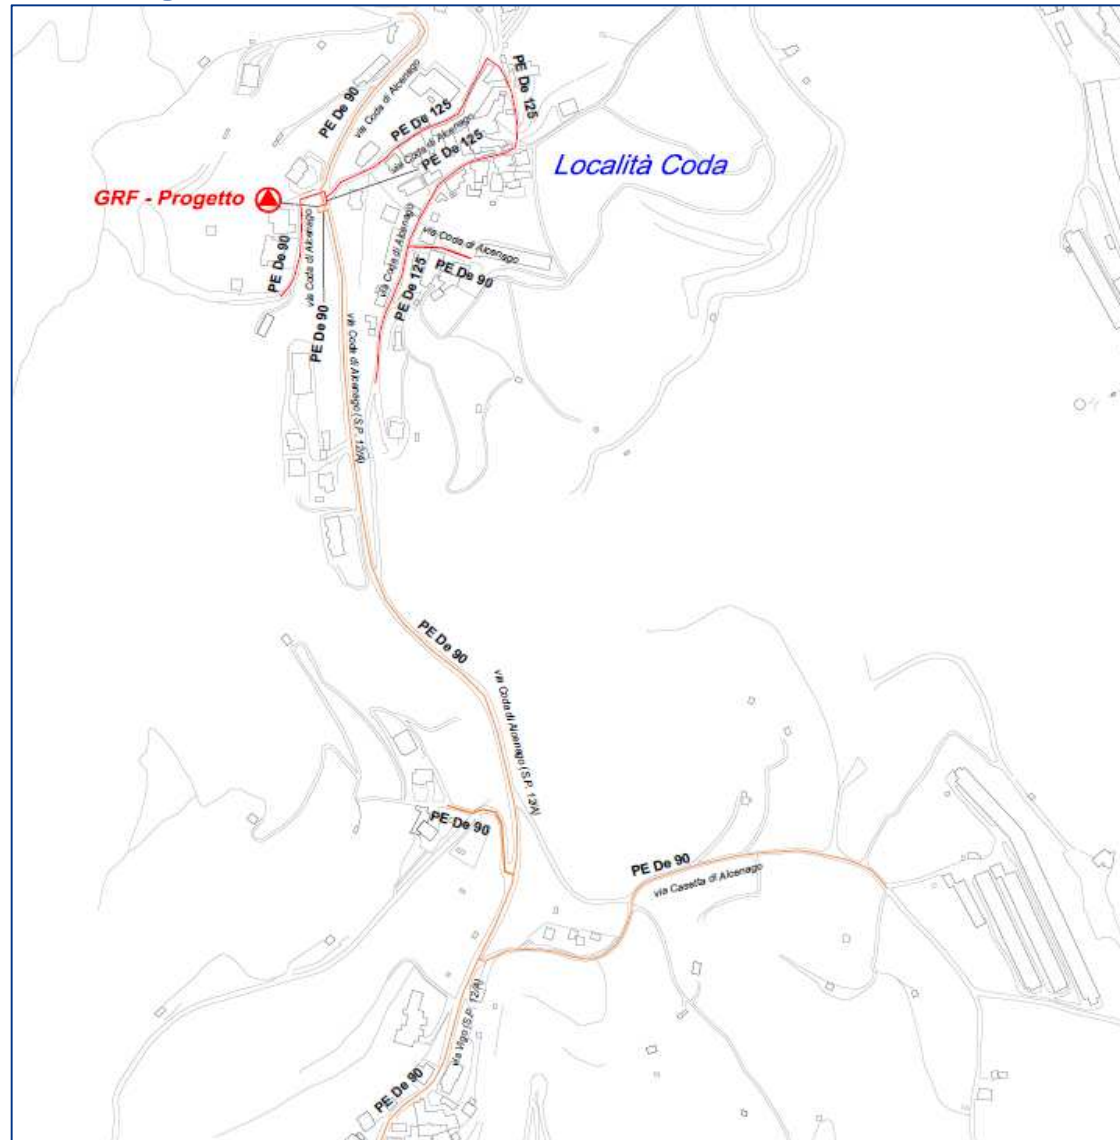 PE De 90
via Coda di Alcenago
PE De 125
PE De 125
via Coda di Alcenago
PE De 125
Località Coda
GRF - Progetto
PE De 90
via Coda di Alcenago
via Coda di Alcenago
via Coda di Alcenago
PE De 90
PE De 125
PE De 90
via Coda di Alcenago (S.P. 12/A)
PE De 90
via Coda di Alcenago (S.P. 12/A)
PE De 90
PE De 90
via Casetta di Alcenago
via Vigo (S.P. 12/A)
PE De 90